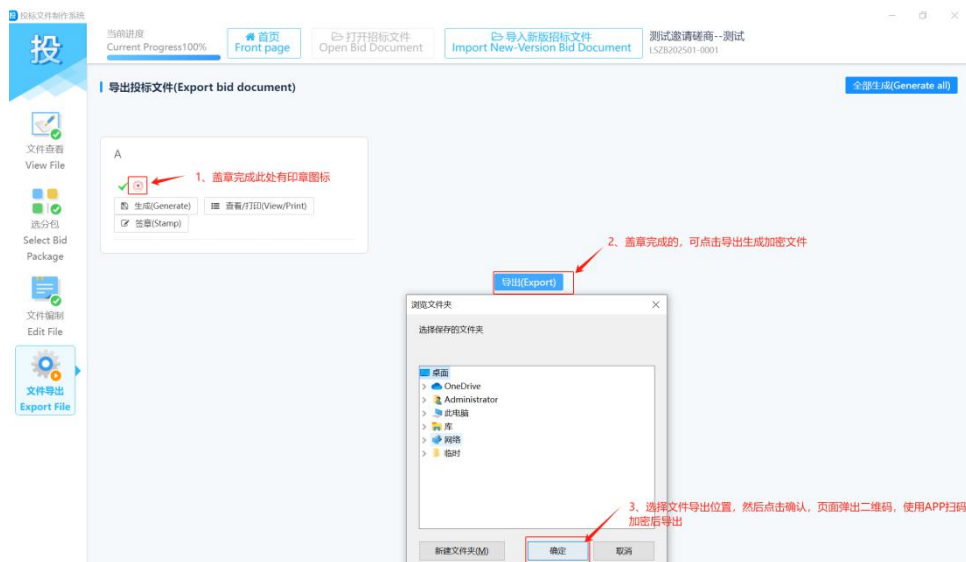 投标文件制作系统
投
当前进度
Current Progress100%
首页
Front page
打开招标文件
Open Bid Document
导入新版招标文件
Import New-Version Bid Document
测试邀请磋商--测试
LSZB202501-0001
导出投标文件(Export bid document)
全部生成(Generate all)
文件查看
View File
选分包
Select Bid
Package
文件编制
Edit File
文件导出
Export File
A
1、盖章完成此处有印章图标
生成(Generate)
查看/打印(View/Print)
签章(Stamp)
2、盖章完成的，可点击导出生成加密文件
导出(Export)
浏览文件夹
选择保存的文件夹
桌面
OneDrive
Administrator
此电脑
库
网络
临时
3、选择文件导出位置，然后点击确认，页面弹出二维码，使用APP扫码
加密后导出
新建文件夹(M)
确定
取消